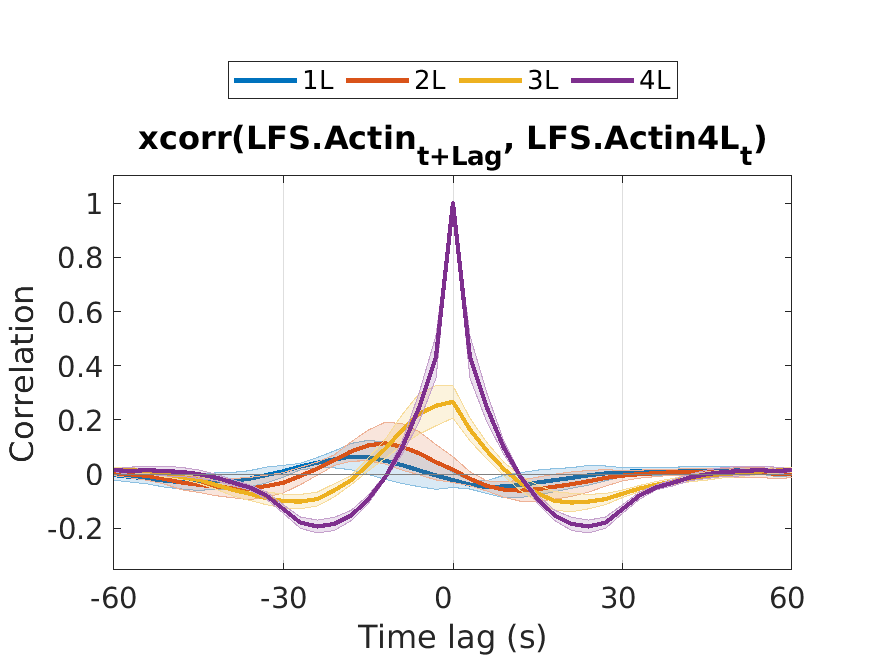 1L 2L 3L 4L
xcorr(LFS.Actin_{t+Lag}, LFS.Actin4L_t)
1
0.8
0.6
0.4
0.2
0
-0.2
Correlation
-60 -30 0 30 60
Time lag (s)